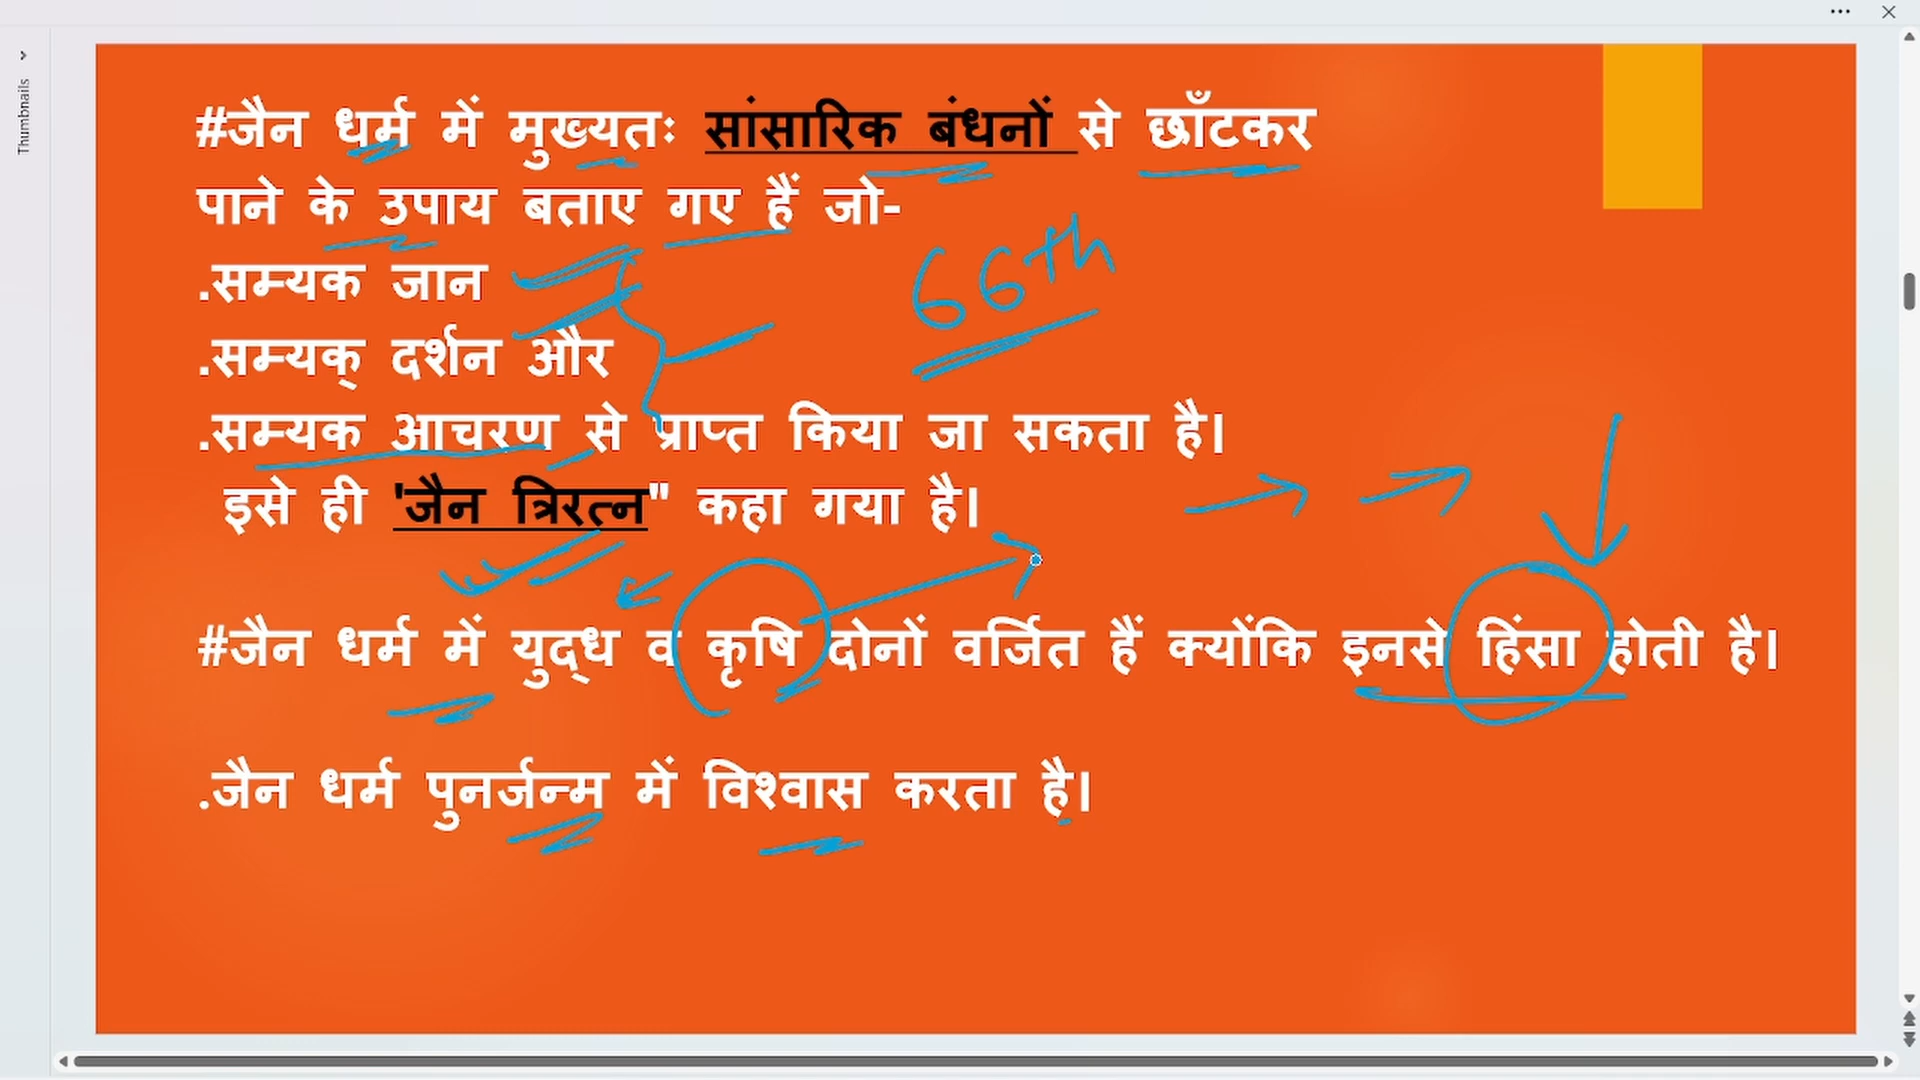 Thumbnails
#जैन धर्म में मुख्यतः सांसारिक बंधनों से छाँटकर
पाने के उपाय बताए गए हैं जो-
.सम्यक जान
66th
.सम्यक् दर्शन और
.सम्यक आचरण से प्राप्त किया जा सकता है।
इसे ही 'जैन त्रिरत्न" कहा गया है।
#जैन धर्म में युद्ध व कृषि दोनों वर्जित हैं क्योंकि इनसे हिंसा होती है।
.जैन धर्म पुनर्जन्म में विश्वास करता है।